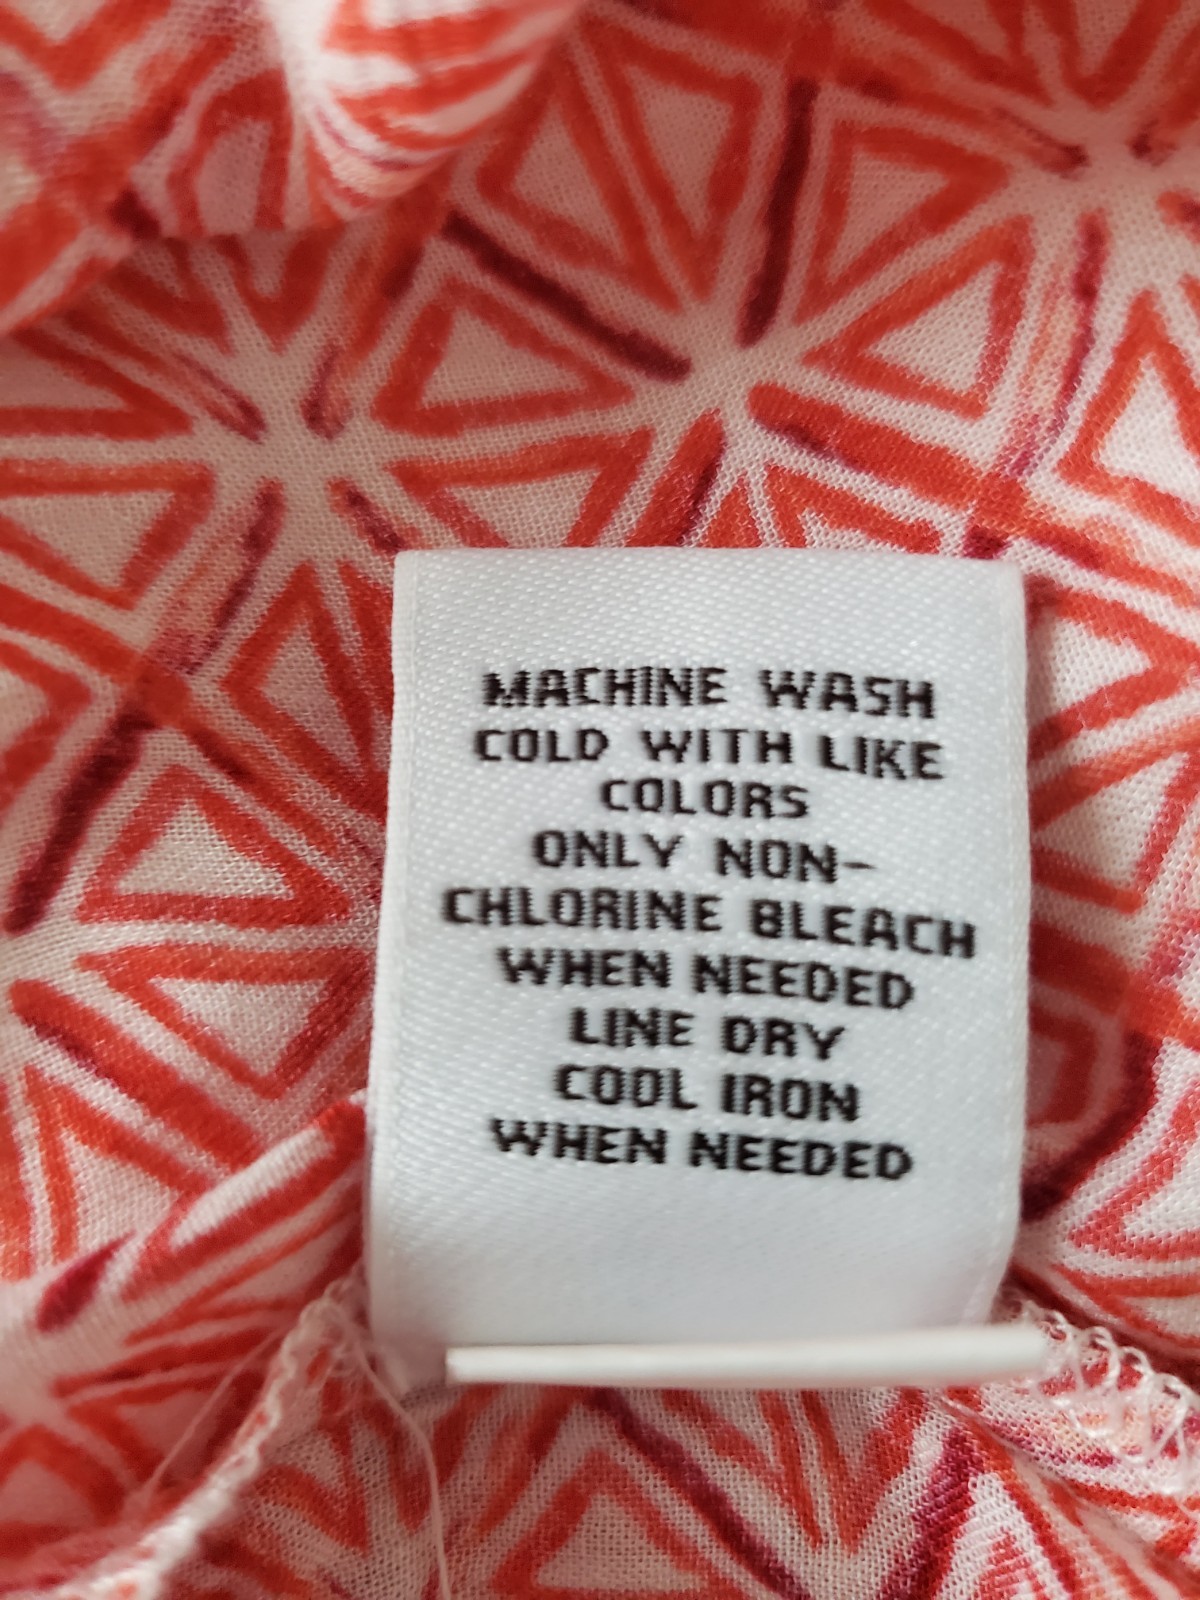 MACHINE WASH
COLD WITH LIKE
COLORS
ONLY NON-
CHLORINE BLEACH
WHEN NEEDED
LINE DRY
COOL IRON
WHEN NEEDED